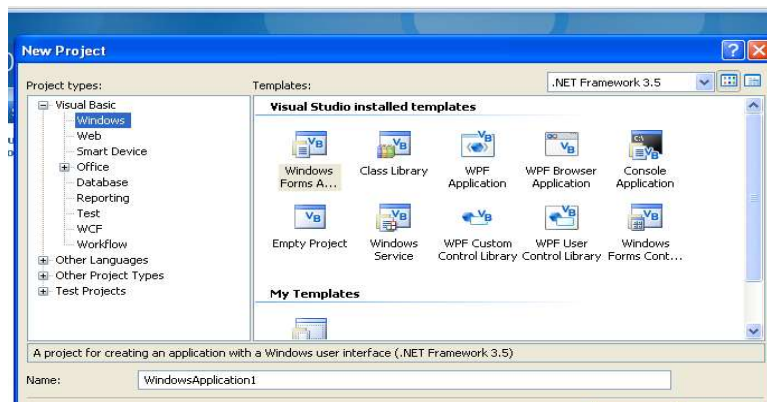 New Project
Project types:
Templates:
.NET Framework 3.5
Visual Basic
Windows
Web
Smart Device
Office
Database
Reporting
Test
WCF
Workflow
Other Languages
Other Project Types
Test Projects
Visual Studio installed templates
Windows Forms A...
Class Library
WPF Application
WPF Browser Application
Console Application
Empty Project
Windows Service
WPF Custom Control Library
WPF User Control Library
Windows Forms Cont...
My Templates
A project for creating an application with a Windows user interface (.NET Framework 3.5)
Name:
WindowsApplication1